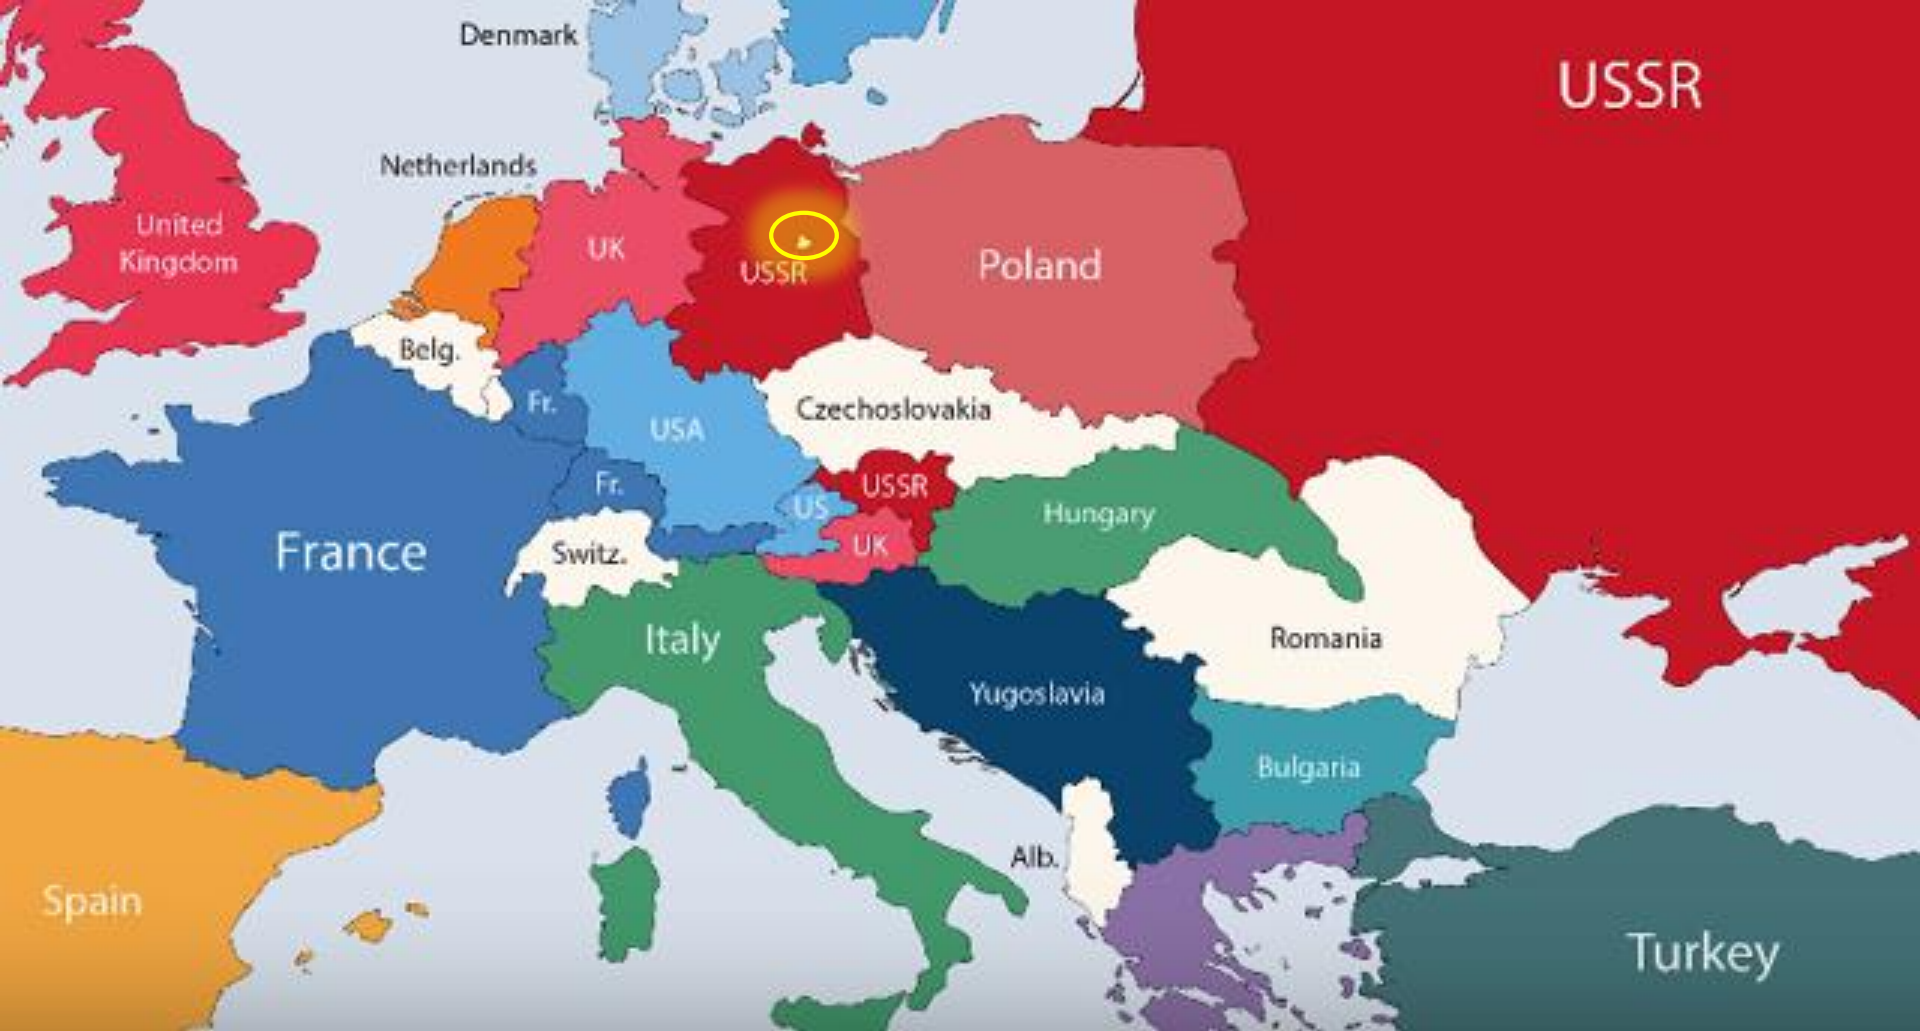 Denmark
USSR
Netherlands
United
Kingdom
UK
USSR
Poland
Belg.
Fr.
USA
Czechoslovakia
Fr.
US
USSR
Hungary
France
Switz.
UK
Italy
Romania
Yugoslavia
Bulgaria
Alb.
Spain
Turkey